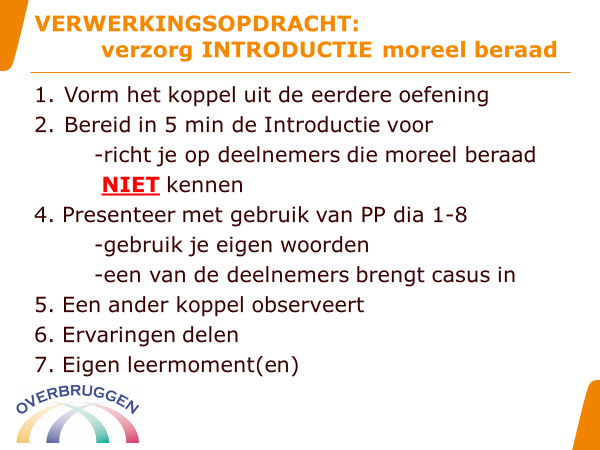 VERWERKINGSOPDRACHT:
verzorg INTRODUCTIE moreel beraad
1. Vorm het koppel uit de eerdere oefening
2. Bereid in 5 min de Introductie voor
-richt je op deelnemers die moreel beraad
NIET kennen
4. Presenteer met gebruik van PP dia 1-8
-gebruik je eigen woorden
-een van de deelnemers brengt casus in
5. Een ander koppel observeert
6. Ervaringen delen
7. Eigen leermoment(en)
OVERBRUGGEN